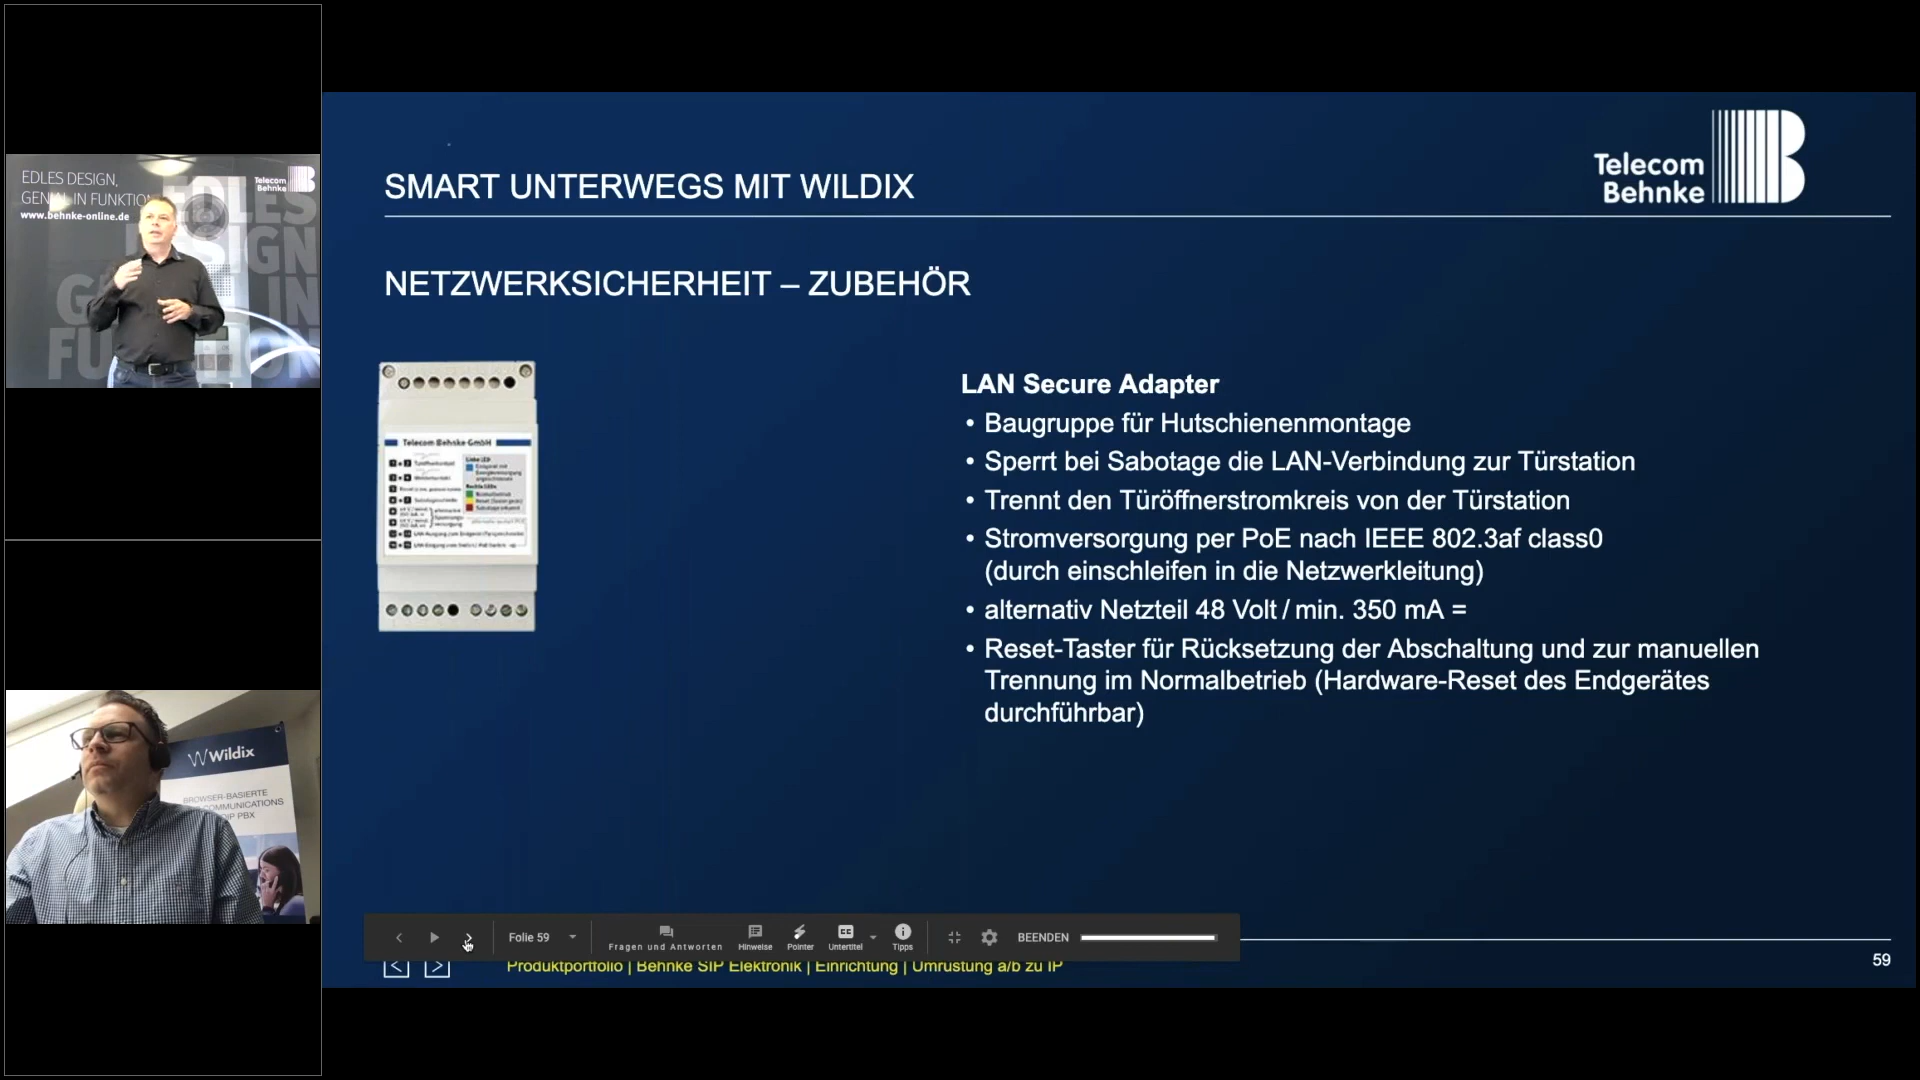 EDLES DESIGN,
GENIAL IN FUNKTION
www.behnke-online.de
Telecom
Behnke
EDLES
DESIGN
IN
Wildix
BROWSER-BASIERTE
COMMUNICATIONS
PBX
Telecom
Behnke
SMART UNTERWEGS MIT WILDIX
NETZWERKSICHERHEIT – ZUBEHÖR
Telecom Behnke GmbH
LAN Secure Adapter
• Baugruppe für Hutschienenmontage
• Sperrt bei Sabotage die LAN-Verbindung zur Türstation
• Trennt den Türöffnerstromkreis von der Türstation
• Stromversorgung per PoE nach IEEE 802.3af class0
(durch einschleifen in die Netzwerkleitung)
• alternativ Netzteil 48 Volt / min. 350 mA =
• Reset-Taster für Rücksetzung der Abschaltung und zur manuellen
Trennung im Normalbetrieb (Hardware-Reset des Endgerätes
durchführbar)
Folie 59
Fragen und Antworten
Hinweise
Pointer
Untertitel
Tipps
BEENDEN
Produktportfolio | Behnke SIP Elektronik | Einrichtung | Umrüstung a/b zu IP
59